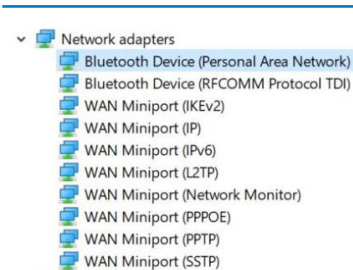 Network adapters
Bluetooth Device (Personal Area Network)
Bluetooth Device (RFCOMM Protocol TDI)
WAN Miniport (IKEv2)
WAN Miniport (IP)
WAN Miniport (IPv6)
WAN Miniport (L2TP)
WAN Miniport (Network Monitor)
WAN Miniport (PPPOE)
WAN Miniport (PPTP)
WAN Miniport (SSTP)